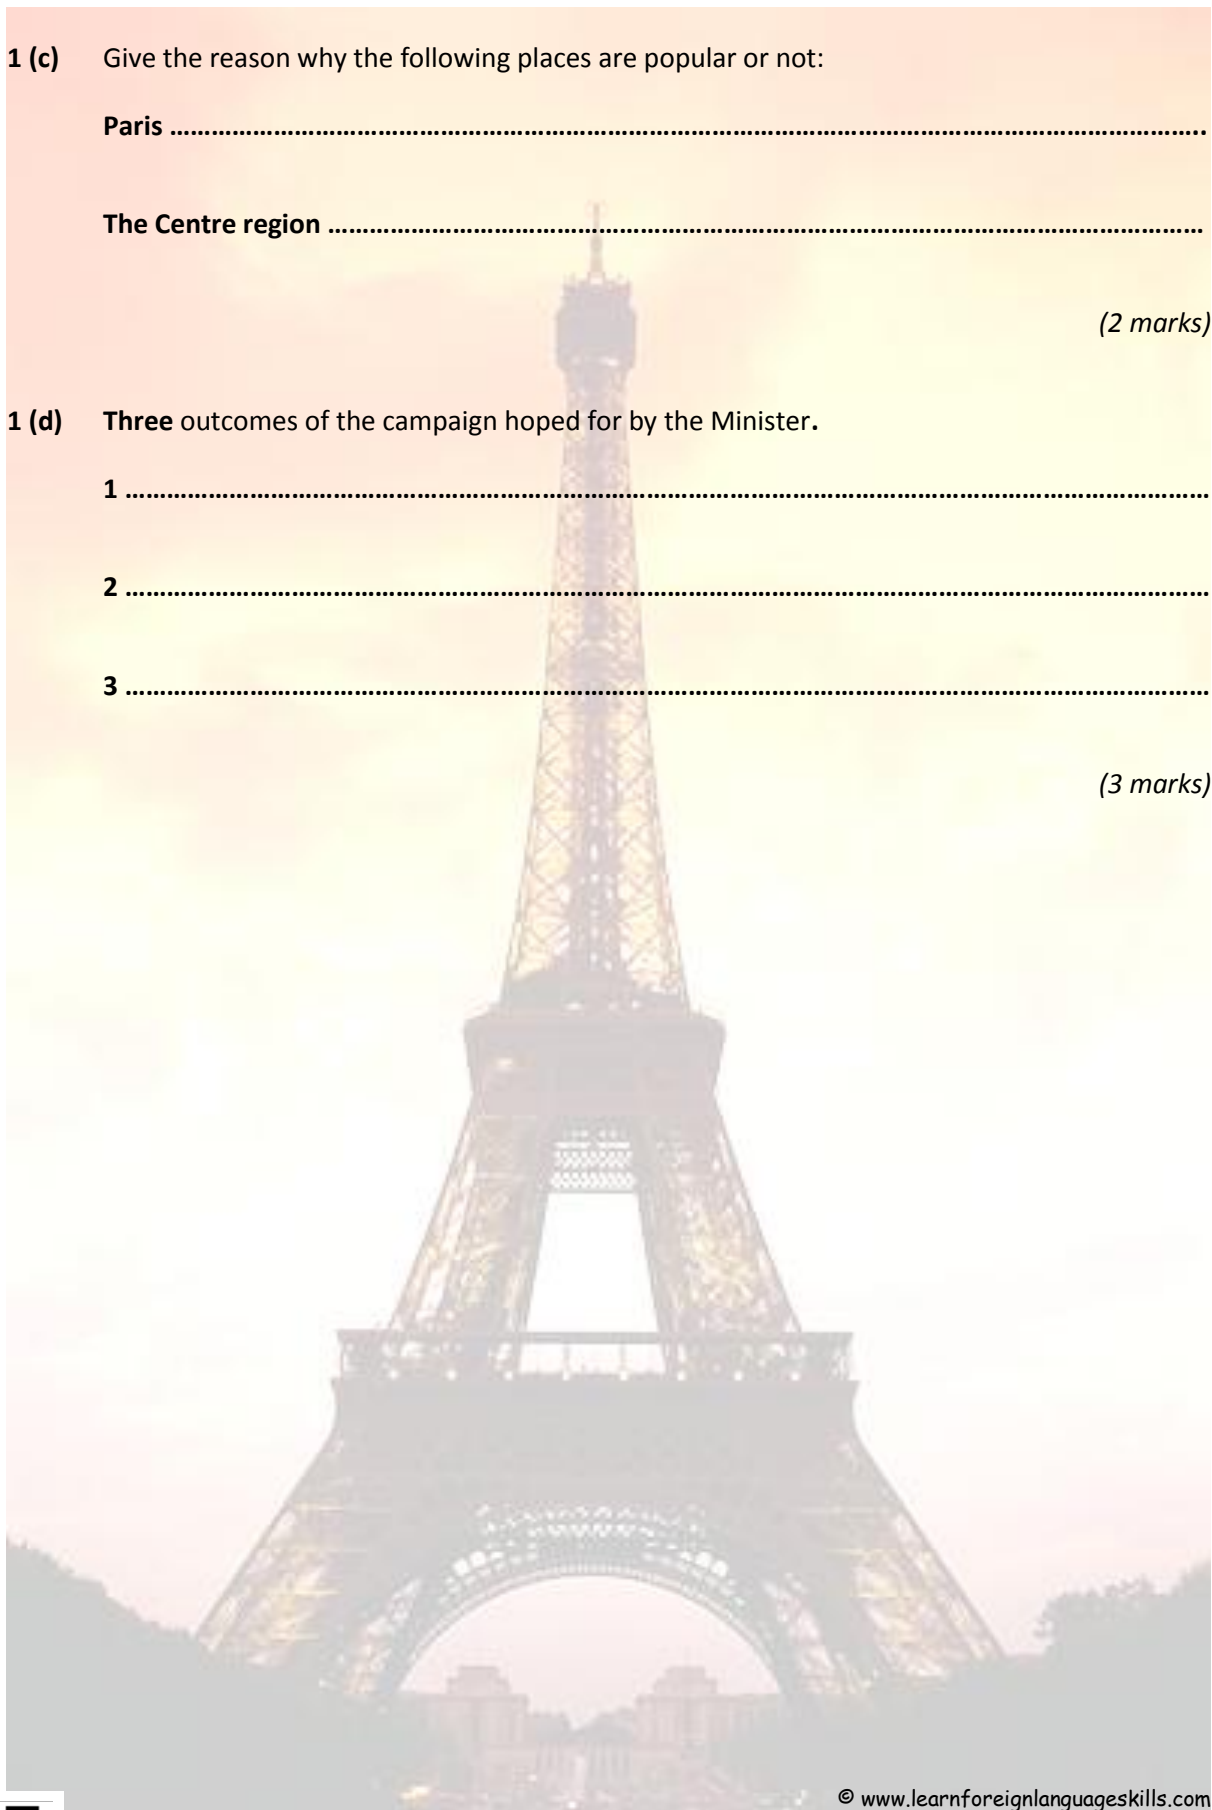 1 (c) Give the reason why the following places are popular or not:
Paris ………………………………………………………………………………………………………………………………..
The Centre region ……………………………………………………………………………………………………………
(2 marks)
1 (d) Three outcomes of the campaign hoped for by the Minister.
1 ………………………………………………………………………………………………………………………………………
2 ………………………………………………………………………………………………………………………………………
3 ………………………………………………………………………………………………………………………………………
(3 marks)
© www.learnforeignlanguageskills.com